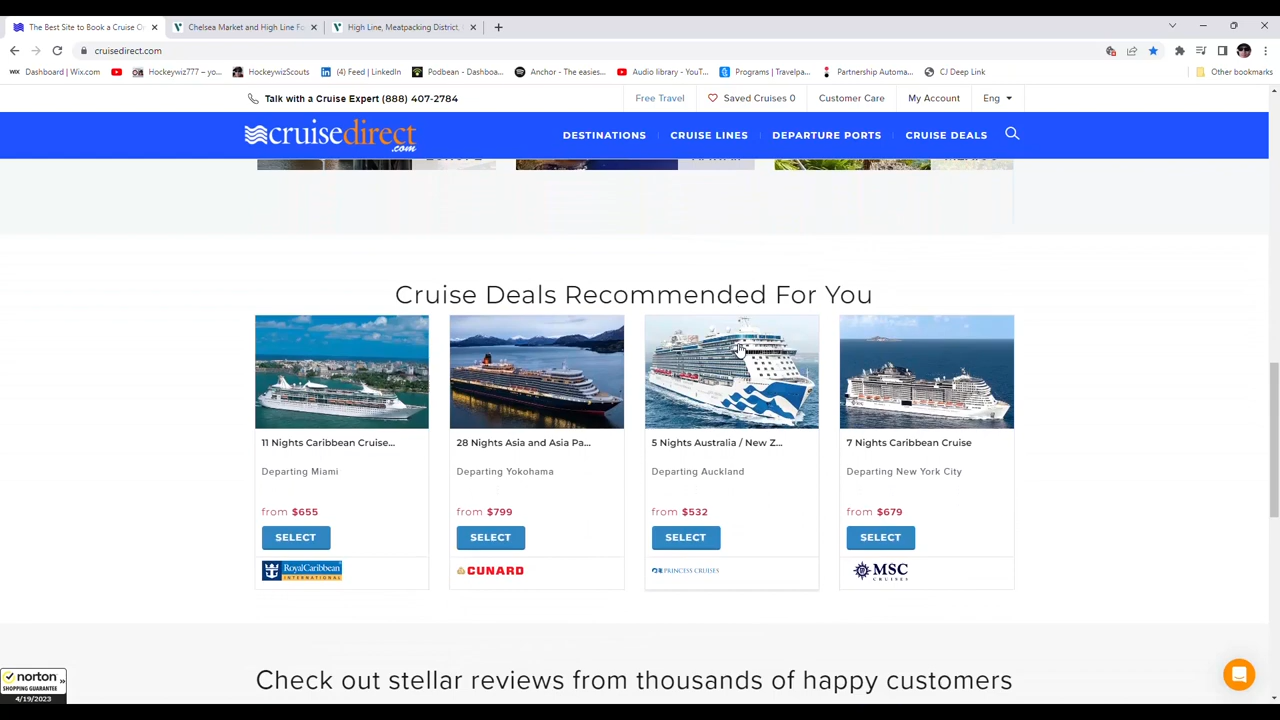 The Best Site to Book a Cruise O
Chelsea Market and High Line Fo
High Line, Meatpacking District,
cruisedirect.com
WIX Dashboard | Wix.com
Hockeywiz777 — yo...
HockeywizScouts
(4) Feed | LinkedIn
Podbean - Dashboa...
Anchor - The easies...
Audio library - YouT...
Programs | Travelpa...
Partnership Automa...
CJ Deep Link
Other bookmarks
Talk with a Cruise Expert (888) 407-2784
Free Travel
Saved Cruises 0
Customer Care
My Account
Eng
cruisedirect.com
DESTINATIONS
CRUISE LINES
DEPARTURE PORTS
CRUISE DEALS
Cruise Deals Recommended For You
11 Nights Caribbean Cruise...
Departing Miami
from $655
SELECT
RoyalCaribbean
INTERNATIONAL
28 Nights Asia and Asia Pa...
Departing Yokohama
from $799
SELECT
CUNARD
5 Nights Australia / New Z...
Departing Auckland
from $532
SELECT
PRINCESS CRUISES
7 Nights Caribbean Cruise
Departing New York City
from $679
SELECT
MSC
CRUISES
Check out stellar reviews from thousands of happy customers
norton
SHOPPING GUARANTEE
4/19/2023